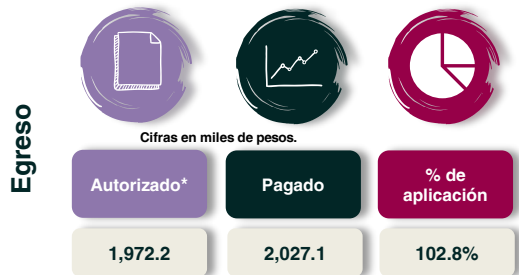 Egreso
Cifras en miles de pesos.
Autorizado*
Pagado
% de
aplicación
1,972.2
2,027.1
102.8%